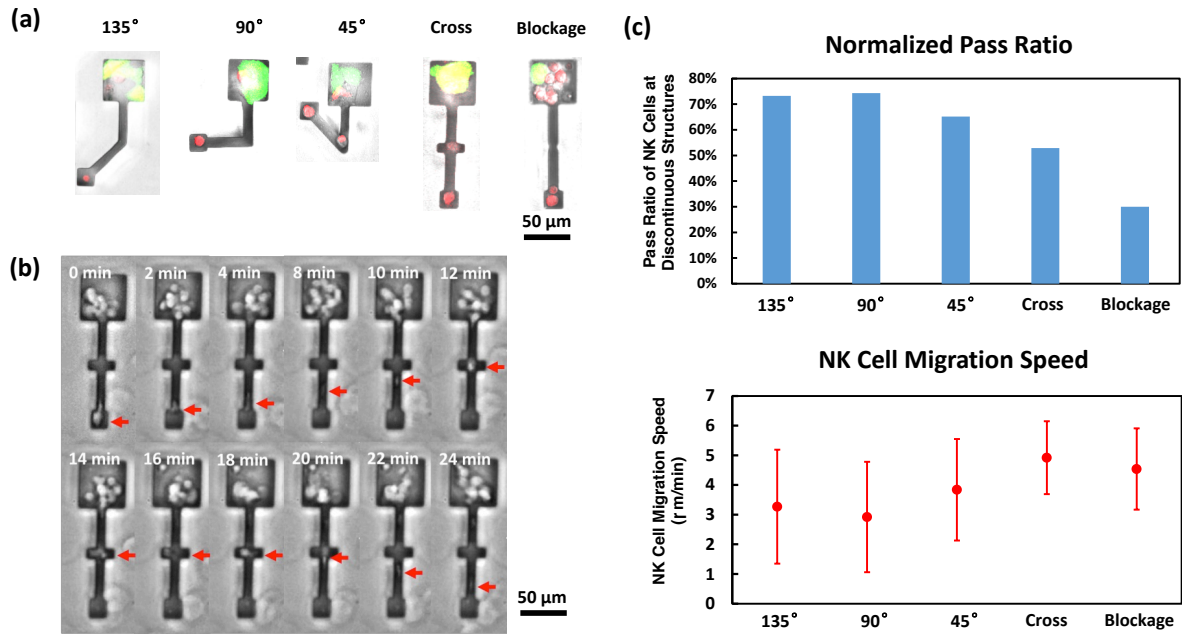 (a)
135° 90° 45° Cross Blockage
50 µm
(b)
0 min 2 min 4 min 8 min 10 min 12 min
14 min 16 min 18 min 20 min 22 min 24 min
50 µm
(c)
Normalized Pass Ratio
Pass Ratio of NK Cells at
Discontinuous Structures
80%
70%
60%
50%
40%
30%
20%
10%
0%
135° 90° 45° Cross Blockage
NK Cell Migration Speed
NK Cell Migration Speed
(r m/min)
7
6
5
4
3
2
1
0
135° 90° 45° Cross Blockage